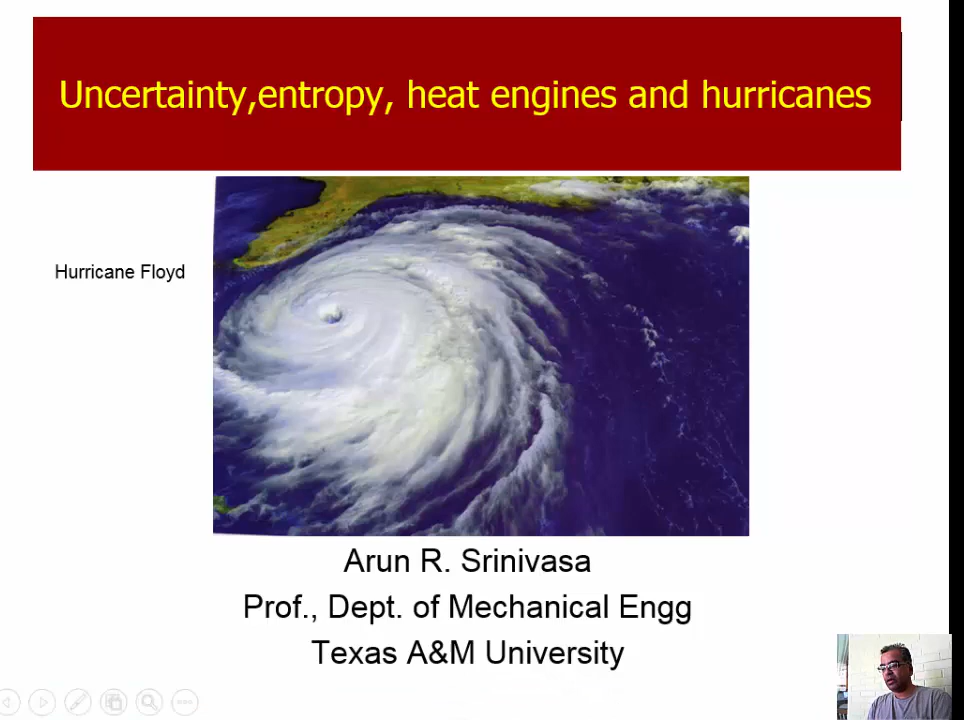 Uncertainty,entropy, heat engines and hurricanes
Hurricane Floyd
Arun R. Srinivasa
Prof., Dept. of Mechanical Engg
Texas A&M University